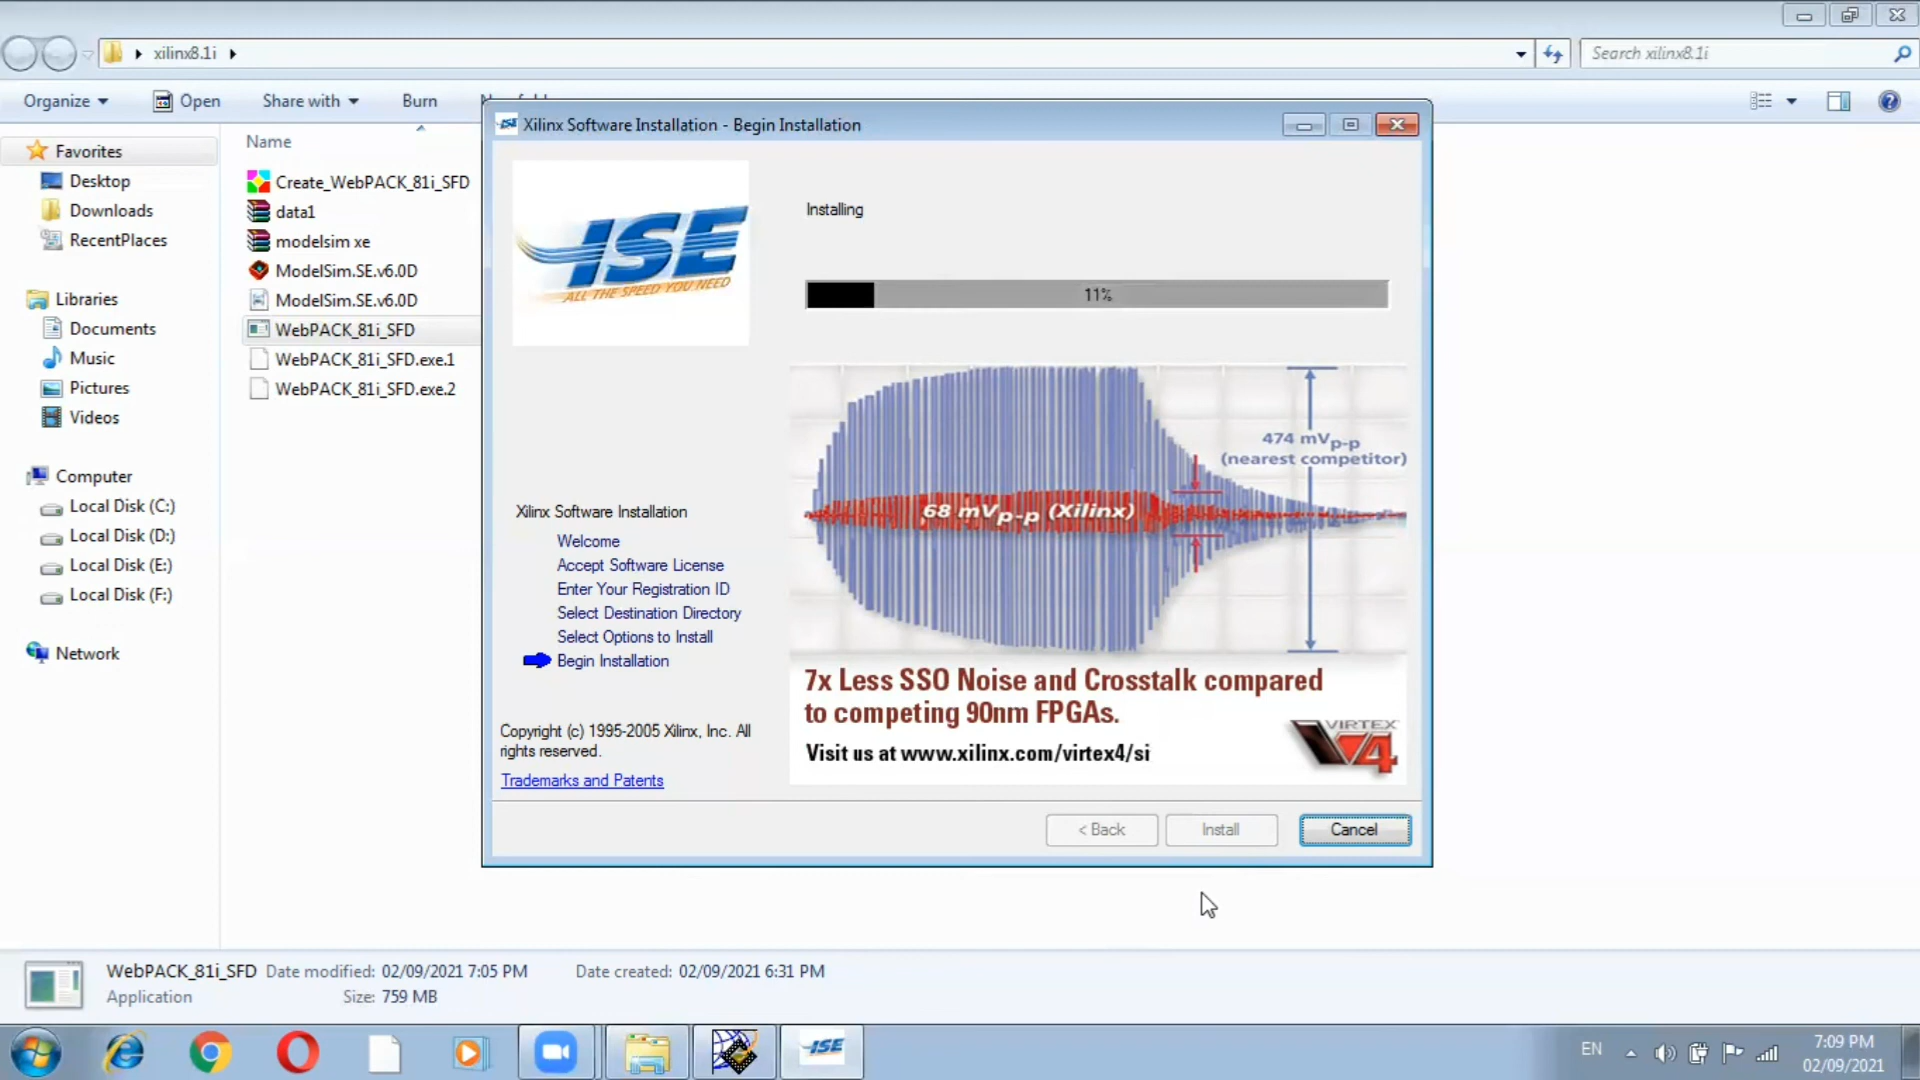 xilinx8.1i
Search xilinx8.1i
Organize
Open
Share with
Burn
Favorites
Desktop
Downloads
RecentPlaces
Libraries
Documents
Music
Pictures
Videos
Computer
Local Disk (C:)
Local Disk (D:)
Local Disk (E:)
Local Disk (F:)
Network
Name
Create_WebPACK_81i_SFD
data1
modelsim xe
ModelSim.SE.v6.0D
ModelSim.SE.v6.0D
WebPACK_81i_SFD
WebPACK_81i_SFD.exe.1
WebPACK_81i_SFD.exe.2
Xilinx Software Installation - Begin Installation
ISE
ALL THE SPEED YOU NEED
Installing
11%
Xilinx Software Installation
Welcome
Accept Software License
Enter Your Registration ID
Select Destination Directory
Select Options to Install
Begin Installation
Copyright (c) 1995-2005 Xilinx, Inc. All
rights reserved.
Trademarks and Patents
474 mVp-p
(nearest competitor)
68 mVp-p (Xilinx)
7x Less SSO Noise and Crosstalk compared
to competing 90nm FPGAs.
Visit us at www.xilinx.com/virtex4/si
VIRTEX
4
< Back
Install
Cancel
WebPACK_81i_SFD Date modified: 02/09/2021 7:05 PM Date created: 02/09/2021 6:31 PM
Application Size: 759 MB
ISE
EN
7:09 PM
02/09/2021